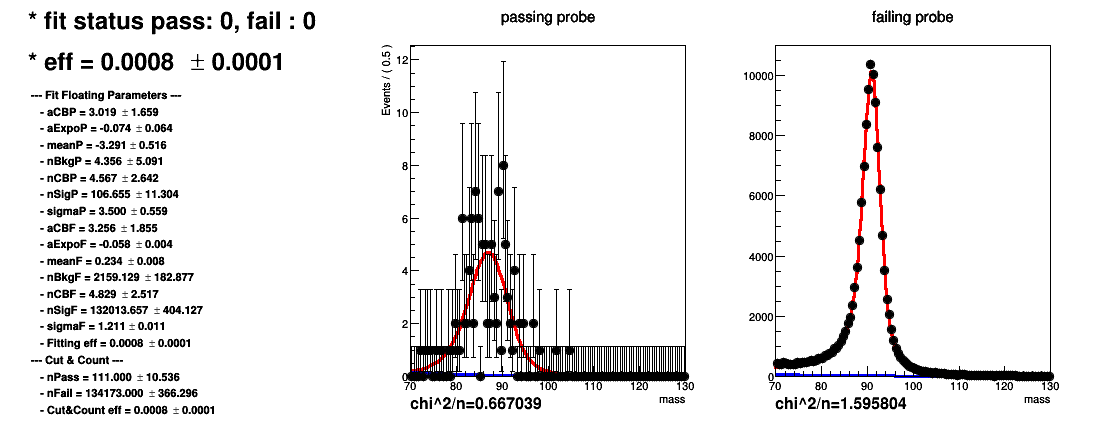 * fit status pass: 0, fail : 0
* eff = 0.0008 ± 0.0001
--- Fit Floating Parameters ---
- aCBP = 3.019 ± 1.659
- aExpoP = -0.074 ± 0.064
- meanP = -3.291 ± 0.516
- nBkgP = 4.356 ± 5.091
- nCBP = 4.567 ± 2.642
- nSigP = 106.655 ± 11.304
- sigmaP = 3.500 ± 0.559
- aCBF = 3.256 ± 1.855
- aExpoF = -0.058 ± 0.004
- meanF = 0.234 ± 0.008
- nBkgF = 2159.129 ± 182.877
- nCBF = 4.829 ± 2.517
- nSigF = 132013.657 ± 404.127
- sigmaF = 1.211 ± 0.011
- Fitting eff = 0.0008 ± 0.0001
--- Cut & Count ---
- nPass = 111.000 ± 10.536
- nFail = 134173.000 ± 366.296
- Cut&Count eff = 0.0008 ± 0.0001
passing probe
Events / ( 0.5 )
12
10
8
6
4
2
0
70 80 90 100 110 120 130
mass
chi^2/n=0.667039
failing probe
10000
8000
6000
4000
2000
0
70 80 90 100 110 120 130
mass
chi^2/n=1.595804